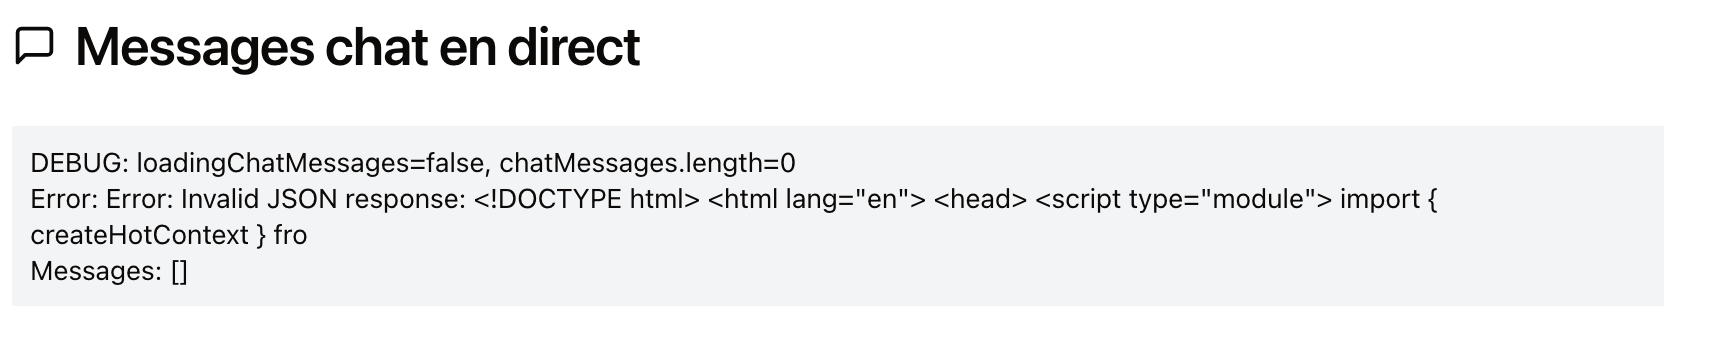 Messages chat en direct
DEBUG: loadingChatMessages=false, chatMessages.length=0
Error: Error: Invalid JSON response: <!DOCTYPE html> <html lang="en"> <head> <script type="module"> import {
createHotContext } fro
Messages: []